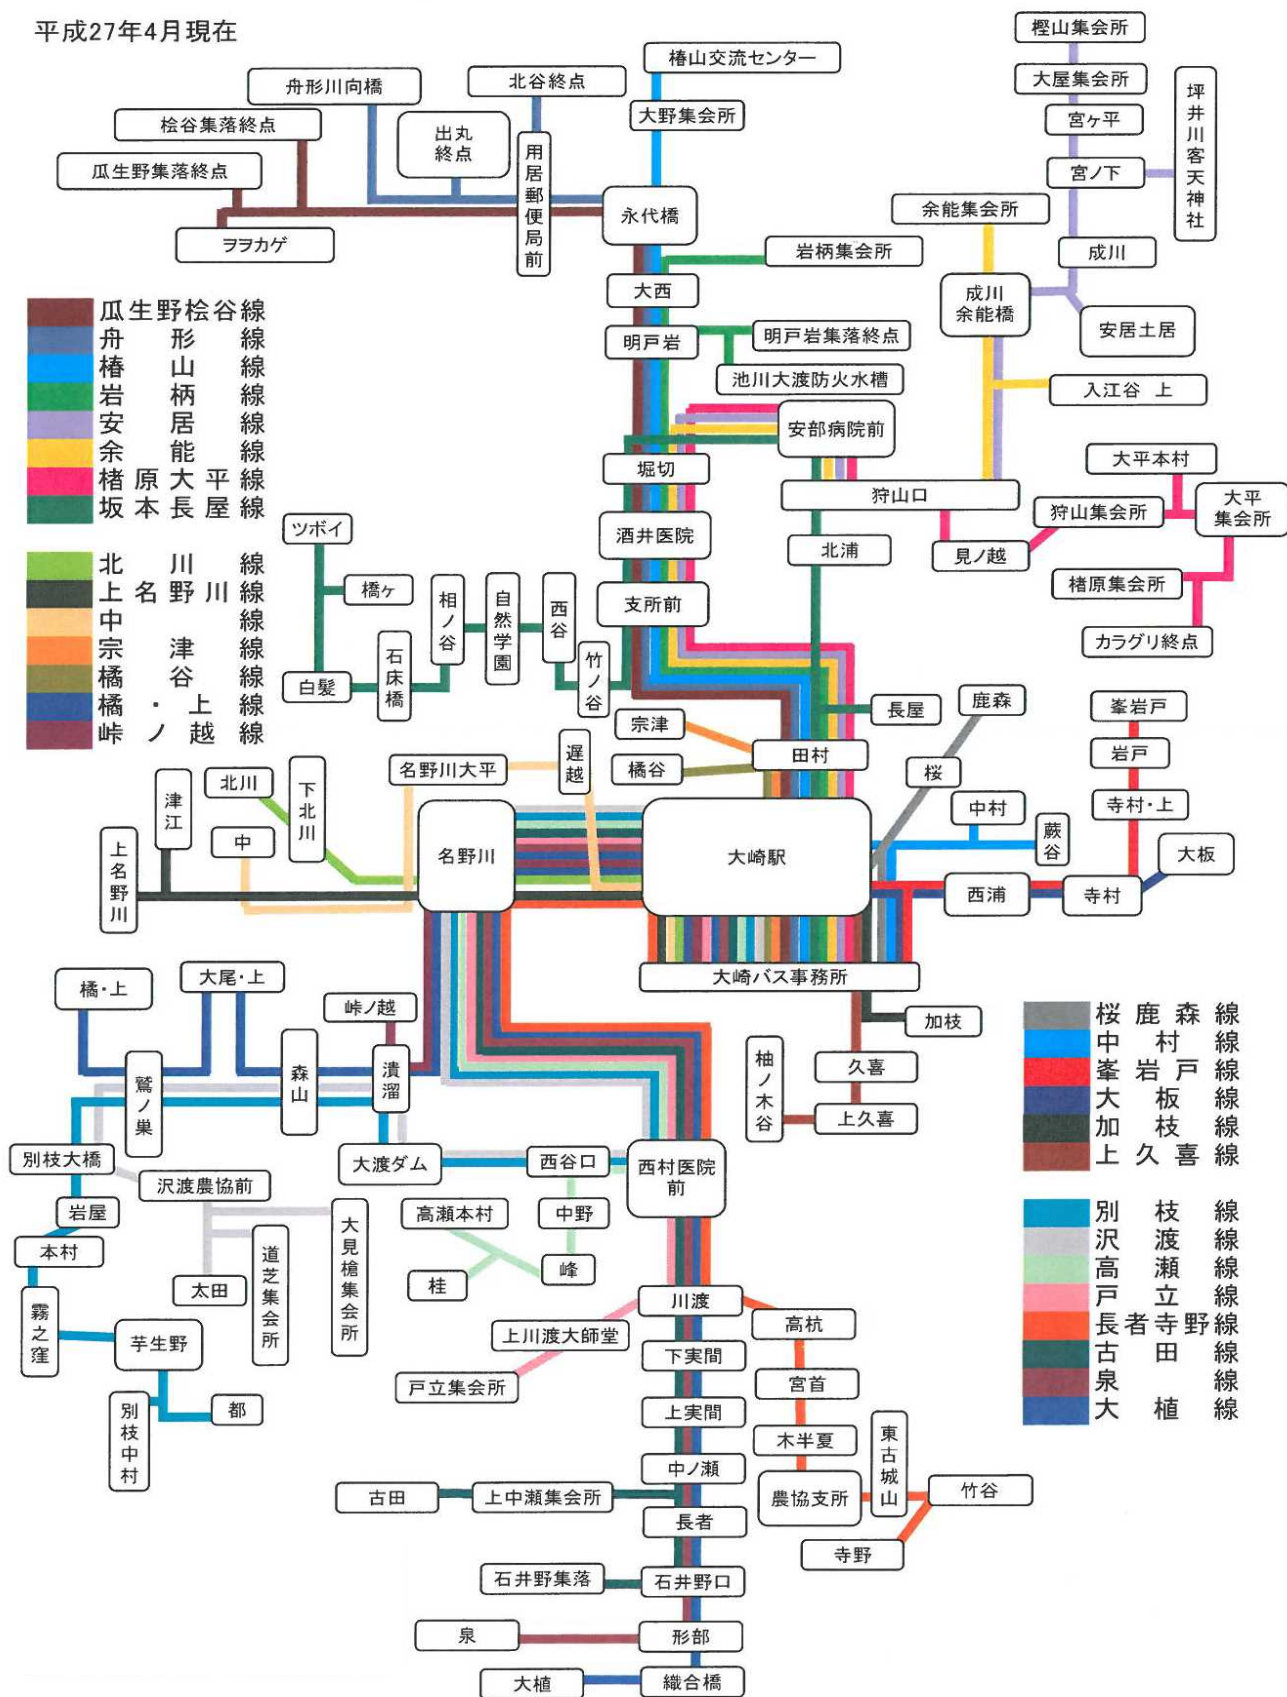 平成27年4月現在
樫山集会所
椿山交流センター
大屋集会所
舟形川向橋
北谷終点
坪井川客天神社
桧谷集落終点
出丸
終点
大野集会所
宮ヶ平
用居郵便局前
瓜生野集落終点
宮ノ下
永代橋
余能集会所
ヲヲカゲ
岩柄集会所
成川
大西
成川
余能橋
明戸岩
明戸岩集落終点
安居土居
池川大渡防火水槽
入江谷 上
安部病院前
堀切
大平本村
狩山口
大平
集会所
狩山集会所
酒井医院
北浦
見ノ越
支所前
楮原集会所
カラグリ終点
瓜生野桧谷線
舟形線
椿山線
岩柄線
安居線
余能線
楮原大平線
坂本長屋線
北川線
上名野川線
中線
宗津線
橘谷線
橘・上線
峠ノ越線
ツボイ
橋ヶ
相ノ谷
自然学園
西谷
竹ノ谷
白髪
石床橋
長屋
鹿森
峯岩戸
宗津
田村
岩戸
名野川大平
遅越
橘谷
桜
寺村・上
北川
下北川
津江
中
中村
蕨谷
大板
上名野川
名野川
大崎駅
西浦
寺村
大崎バス事務所
橘・上
大尾・上
峠ノ越
加枝
柚ノ木谷
久喜
上久喜
鷲ノ巣
森山
潰溜
別枝大橋
大渡ダム
西谷口
西村医院
前
沢渡農協前
岩屋
本村
高瀬本村
中野
大見槍集会所
道芝集会所
太田
桂
峰
霧之窪
芋生野
川渡
高杭
上川渡大師堂
下実間
戸立集会所
宮首
都
別枝中村
上実間
木半夏
東古城山
中ノ瀬
農協支所
竹谷
古田
上中瀬集会所
長者
寺野
石井野集落
石井野口
泉
形部
大植
織合橋
桜鹿森線
中村線
峯岩戸線
大板線
加枝線
上久喜線
別枝線
沢渡線
高瀬線
戸立線
長者寺野線
古田線
泉線
大植線